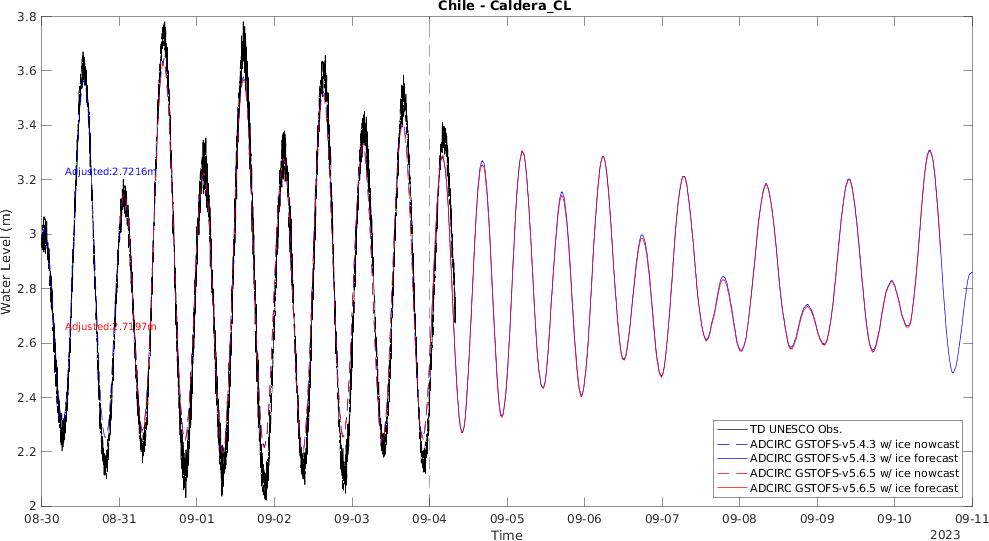 Chile - Caldera_CL
3.8
3.6
3.4
3.2
3
2.8
2.6
2.4
2.2
2
Water Level (m)
Adjusted:2.7216m
Adjusted:2.7197m
TD UNESCO Obs.
ADCIRC GSTOFS-v5.4.3 w/ ice nowcast
ADCIRC GSTOFS-v5.4.3 w/ ice forecast
ADCIRC GSTOFS-v5.6.5 w/ ice nowcast
ADCIRC GSTOFS-v5.6.5 w/ ice forecast
08-30 08-31 09-01 09-02 09-03 09-04 09-05 09-06 09-07 09-08 09-09 09-10 09-11
Time
2023